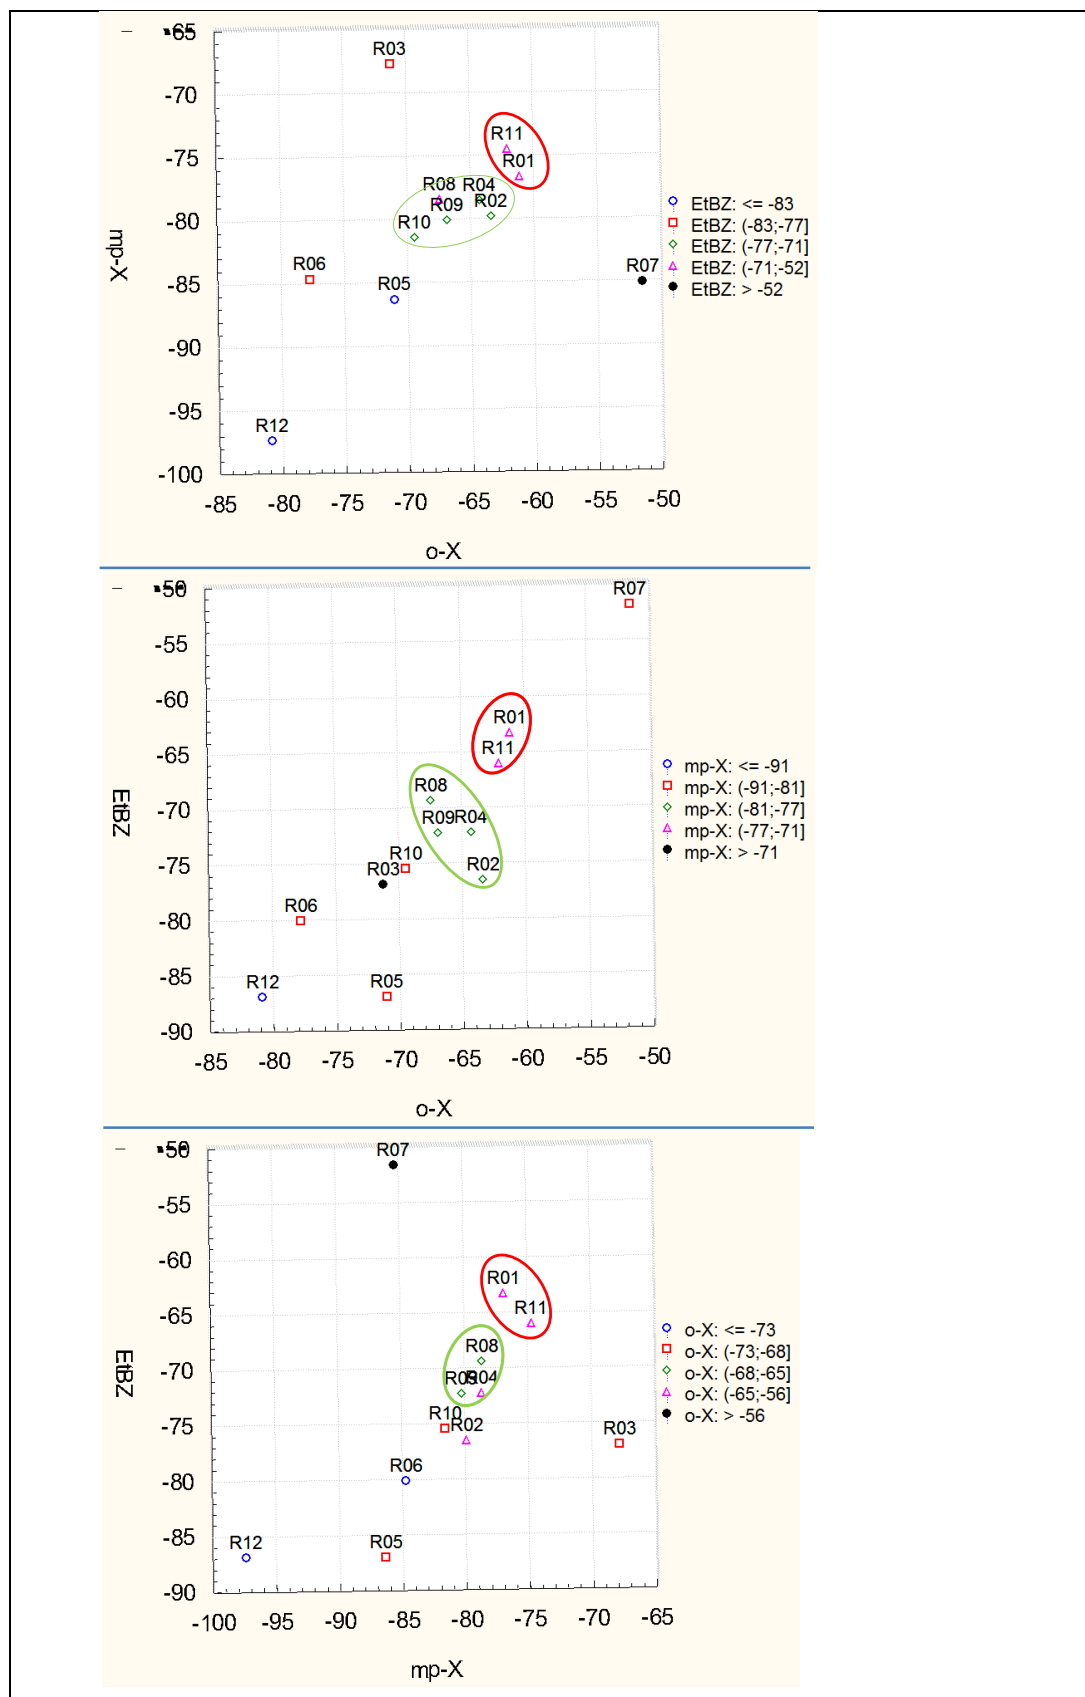 -65
R03
-70
R11
-75
R01
R08
R04
R09
R02
-80
R10
mp-X
R06
R05
R07
-85
-90
-95
R12
-100
-85 -80 -75 -70 -65 -60 -55 -50
o-X
EtBZ: <= -83
EtBZ: (-83;-77]
EtBZ: (-77;-71]
EtBZ: (-71;-52]
EtBZ: > -52
-50
R07
-55
-60
R01
R11
-65
R08
-70
R09 R04
EtBZ
R10
-75
R03
R02
R06
-80
-85
R12
R05
-90
-85 -80 -75 -70 -65 -60 -55 -50
o-X
mp-X: <= -91
mp-X: (-91;-81]
mp-X: (-81;-77]
mp-X: (-77;-71]
mp-X: > -71
-50
R07
-55
-60
R01
R11
-65
R08
-70
R09
R04
EtBZ
R10
R02
-75
R03
R06
-80
-85
R12
R05
-90
-100 -95 -90 -85 -80 -75 -70 -65
mp-X
o-X: <= -73
o-X: (-73;-68]
o-X: (-68;-65]
o-X: (-65;-56]
o-X: > -56